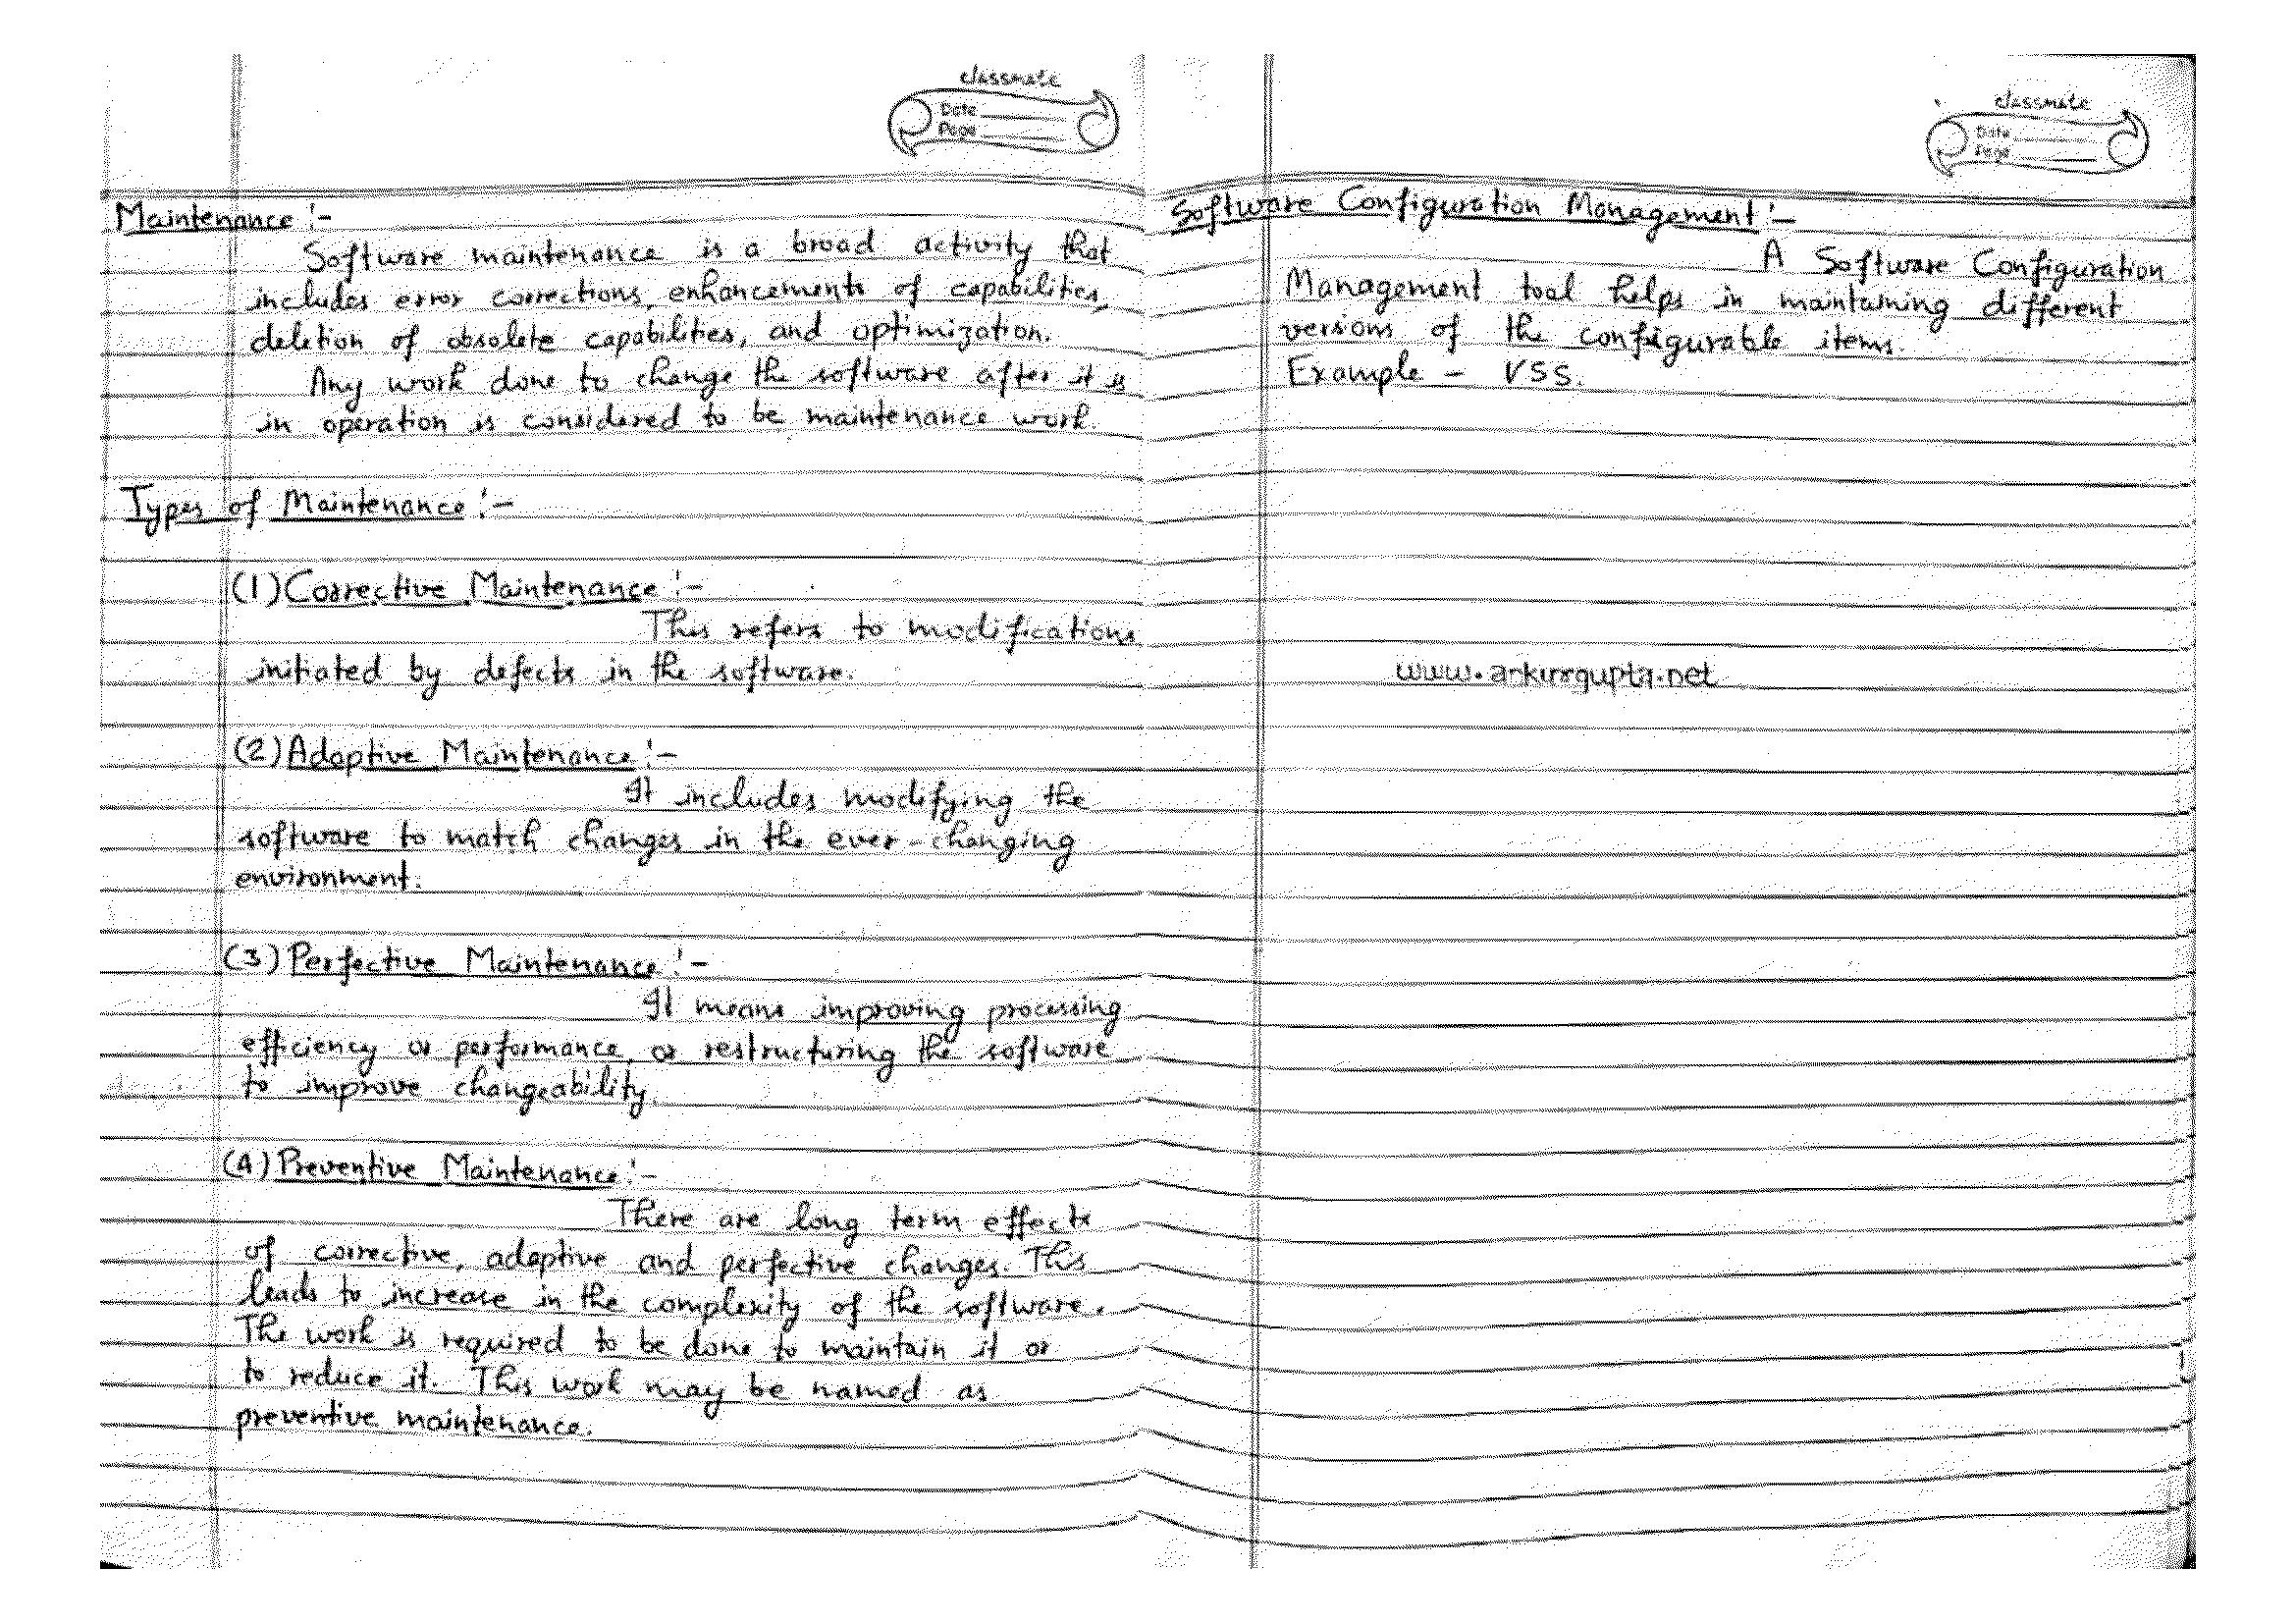 classmate
Date
Page
Maintenance :-
Software maintenance is a broad activity that
includes error corrections, enhancements of capabilities,
deletion of obsolete capabilities, and optimization.
Any work done to change the software after it is
in operation is considered to be maintenance work.
Types of Maintenance :-
(1) Corrective Maintenance :-
This refers to modifications
initiated by defects in the software.
(2) Adaptive Maintenance :-
It includes modifying the
software to match changes in the ever-changing
environment.
(3) Perfective Maintenance :-
It means improving processing
efficiency or performance, or restructuring the software
to improve changeability.
(4) Preventive Maintenance :-
There are long term effects
of corrective, adaptive and perfective changes. This
leads to increase in the complexity of the software.
The work is required to be done to maintain it or
to reduce it. This work may be named as
preventive maintenance.
classmate
Date
Page
Software Configuration Management :-
A Software Configuration
Management tool helps in maintaining different
versions of the configurable items.
Example - VSS.
www.ankurgupta.net